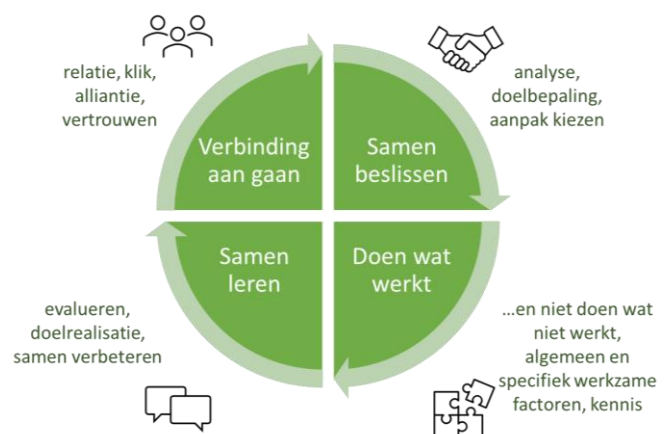 relatie, klik,
alliantie,
vertrouwen
Verbinding
aan gaan
Samen
beslissen
analyse,
doelbepaling,
aanpak kiezen
evalueren,
doelrealisatie,
samen verbeteren
Samen
leren
Doen wat
werkt
...en niet doen wat
niet werkt,
algemeen en
specifiek werkzame
factoren, kennis